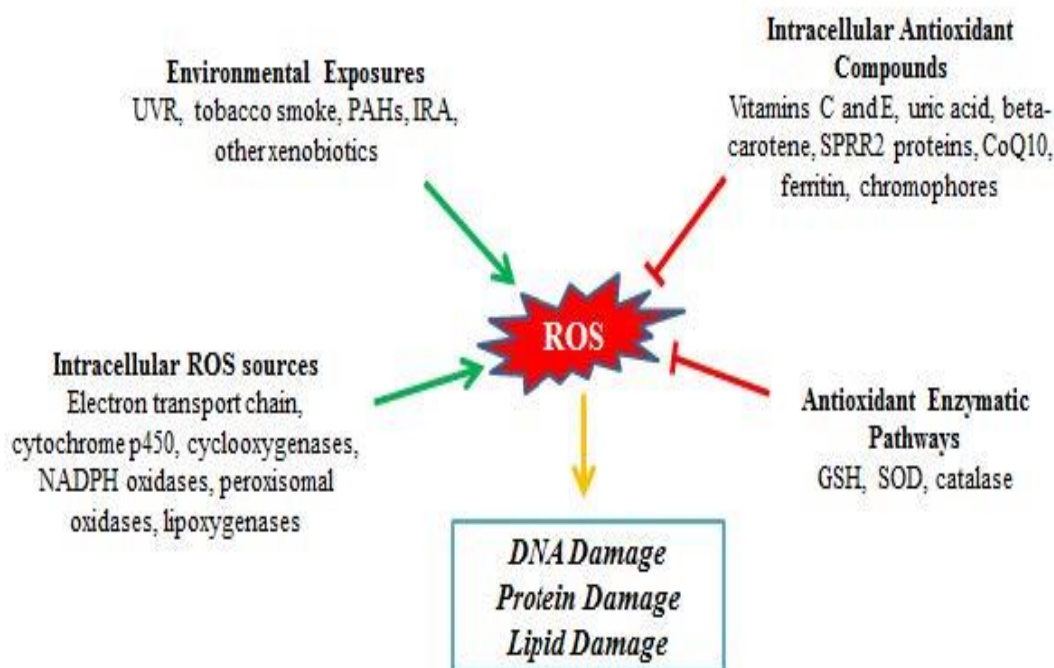 Environmental Exposures
UVR, tobacco smoke, PAHs, IRA,
other xenobiotics
Intracellular Antioxidant
Compounds
Vitamins C and E, uric acid, beta-
carotene, SPRR2 proteins, CoQ10,
ferritin, chromophores
ROS
Intracellular ROS sources
Electron transport chain,
cytochrome p450, cyclooxygenases,
NADPH oxidases, peroxisomal
oxidases, lipoxygenases
Antioxidant Enzymatic
Pathways
GSH, SOD, catalase
DNA Damage
Protein Damage
Lipid Damage